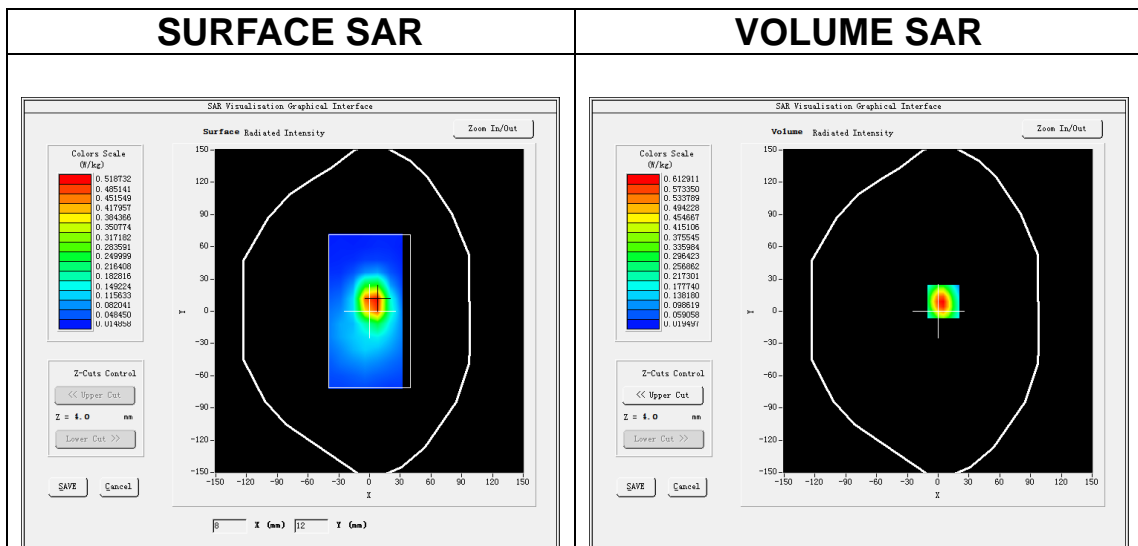 SURFACE SAR
SAR Visualisation Graphical Interface
Surface Radiated Intensity
Zoom In/Out
Colors Scale
(W/kg)
0.518732
0.485141
0.451549
0.417957
0.384366
0.350774
0.317182
0.283591
0.249999
0.216408
0.182816
0.149224
0.115633
0.082041
0.048450
0.014858
Z-Cuts Control
<< Upper Cut
Z = 4.0 mm
Lower Cut >>
SAVE Cancel
150
120
90
60
30
0
-30
-60
-90
-120
-150
Y
-150 -120 -90 -60 -30 0 30 60 90 120 150
X
8 X (mm) 12 Y (mm)
VOLUME SAR
SAR Visualisation Graphical Interface
Volume Radiated Intensity
Zoom In/Out
Colors Scale
(W/kg)
0.612911
0.573350
0.533789
0.494228
0.454667
0.415106
0.375545
0.335984
0.296423
0.256862
0.217301
0.177740
0.138180
0.098619
0.059058
0.019497
Z-Cuts Control
<< Upper Cut
Z = 4.0 mm
Lower Cut >>
SAVE Cancel
150
120
90
60
30
0
-30
-60
-90
-120
-150
Y
-150 -120 -90 -60 -30 0 30 60 90 120 150
X